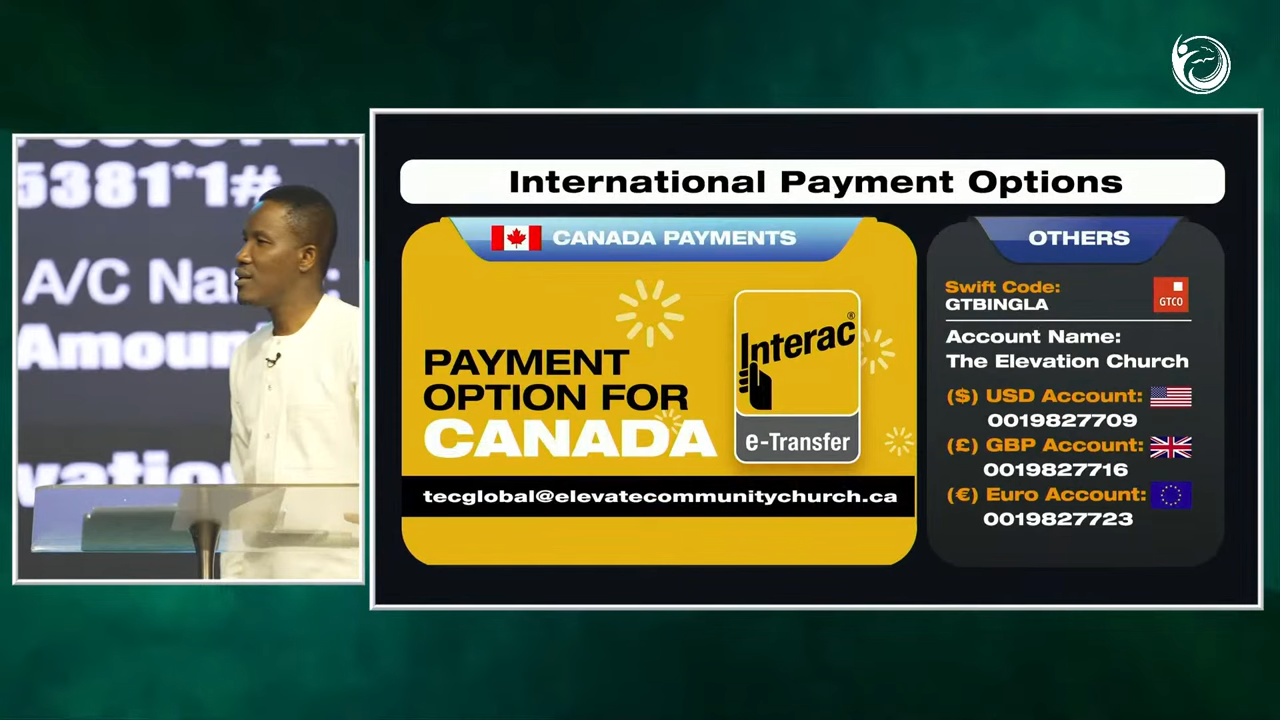 5381*1#
A/C Na
Amoun
International Payment Options
CANADA PAYMENTS
PAYMENT
OPTION FOR
CANADA
Interac®
e-Transfer
tecglobal@elevatecommunitychurch.ca
OTHERS
Swift Code:
GTBINGLA
GTCO
Account Name:
The Elevation Church
($) USD Account:
0019827709
(£) GBP Account:
0019827716
(€) Euro Account:
0019827723